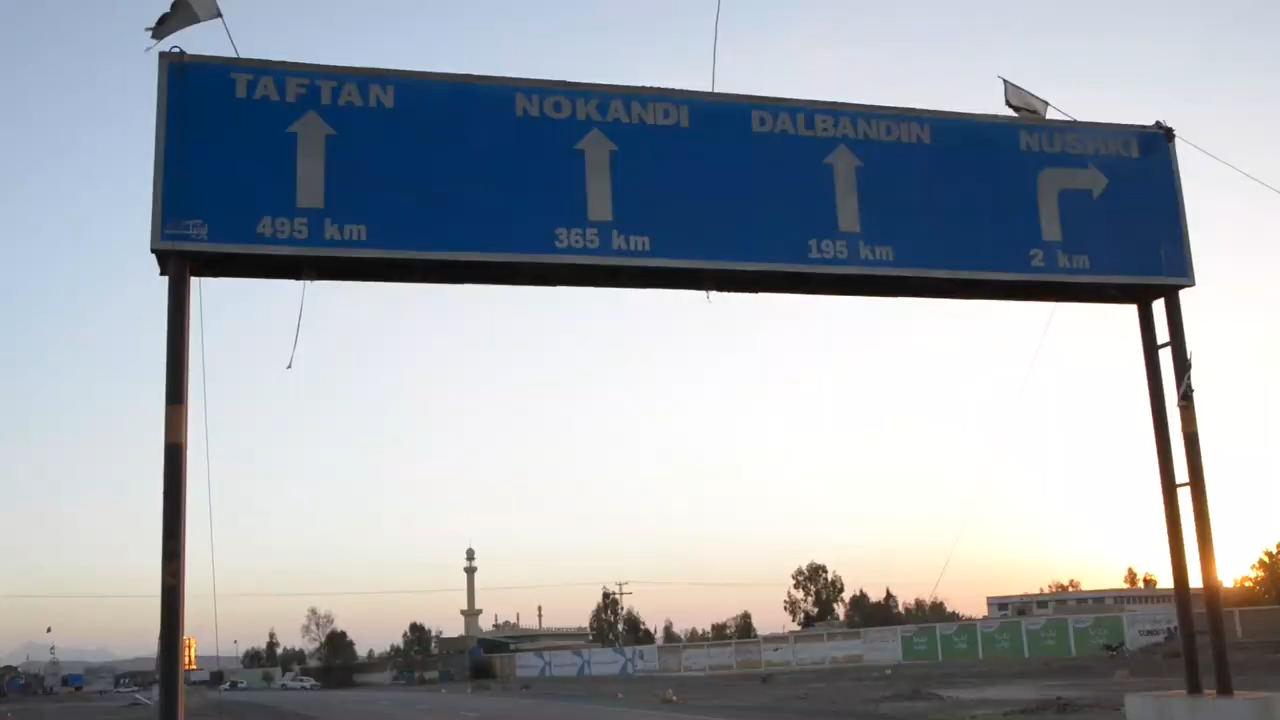 TAFTAN
NOKANDI
DALBANDIN
NUSHKI
495 km
365 km
195 km
2 km